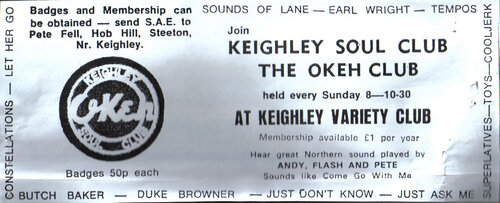 SOUNDS OF LANE — EARL WRIGHT — TEMPOS
CONSTELLATIONS — LET HER GO
Badges and Membership can
be obtained — send S.A.E. to
Pete Fell, Hob Hill, Steeton,
Nr. Keighley.
KEIGHLEY
OKeh
SOUL CLUB
Badges 50p each
Join
KEIGHLEY SOUL CLUB
THE OKEH CLUB
held every Sunday 8—10-30
AT KEIGHLEY VARIETY CLUB
Membership available £1 per year
Hear great Northern sound played by
ANDY, FLASH AND PETE
Sounds like Come Go With Me
SUPERLATIVES—TOYS—COOLJERK
BUTCH BAKER — DUKE BROWNER — JUST DON'T KNOW — JUST ASK ME